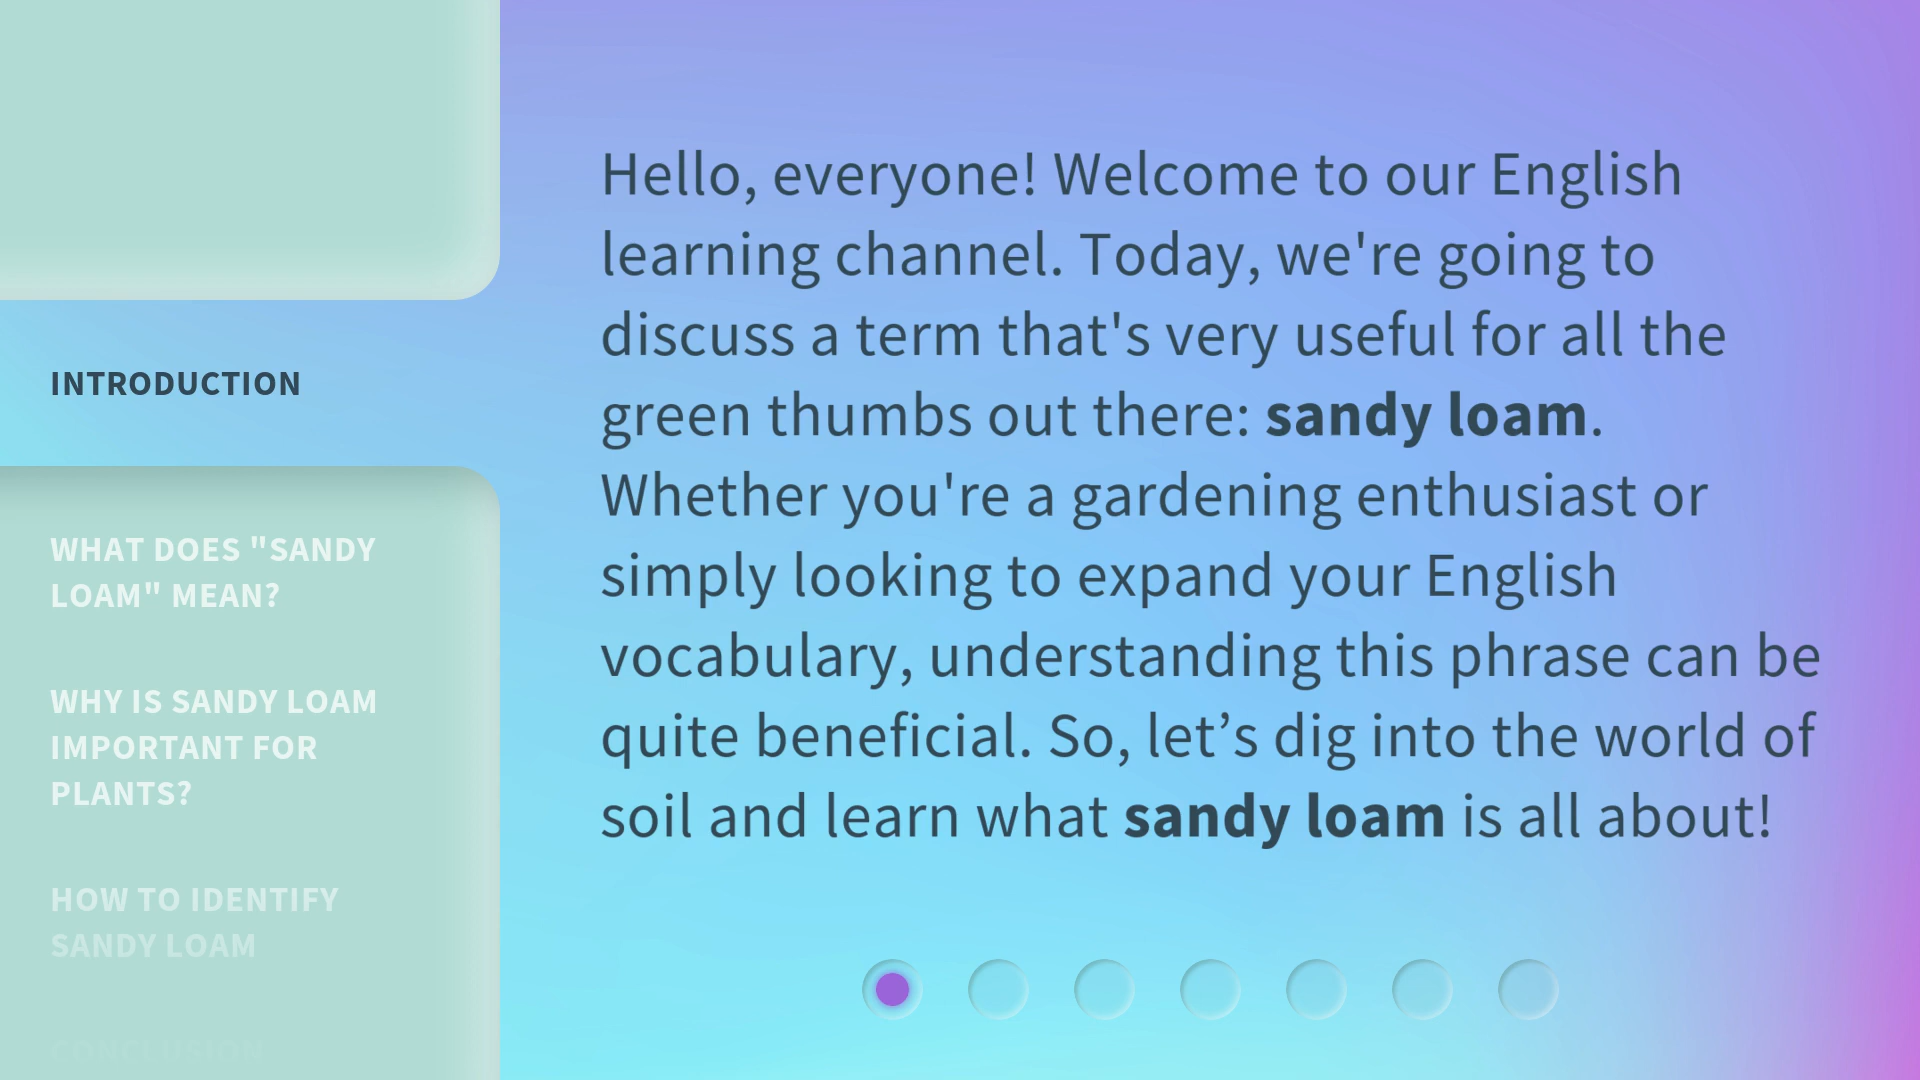 INTRODUCTION
WHAT DOES "SANDY
LOAM" MEAN?
WHY IS SANDY LOAM
IMPORTANT FOR
PLANTS?
HOW TO IDENTIFY
SANDY LOAM
CONCLUSION
Hello, everyone! Welcome to our English
learning channel. Today, we're going to
discuss a term that's very useful for all the
green thumbs out there: sandy loam.
Whether you're a gardening enthusiast or
simply looking to expand your English
vocabulary, understanding this phrase can be
quite beneficial. So, let’s dig into the world of
soil and learn what sandy loam is all about!